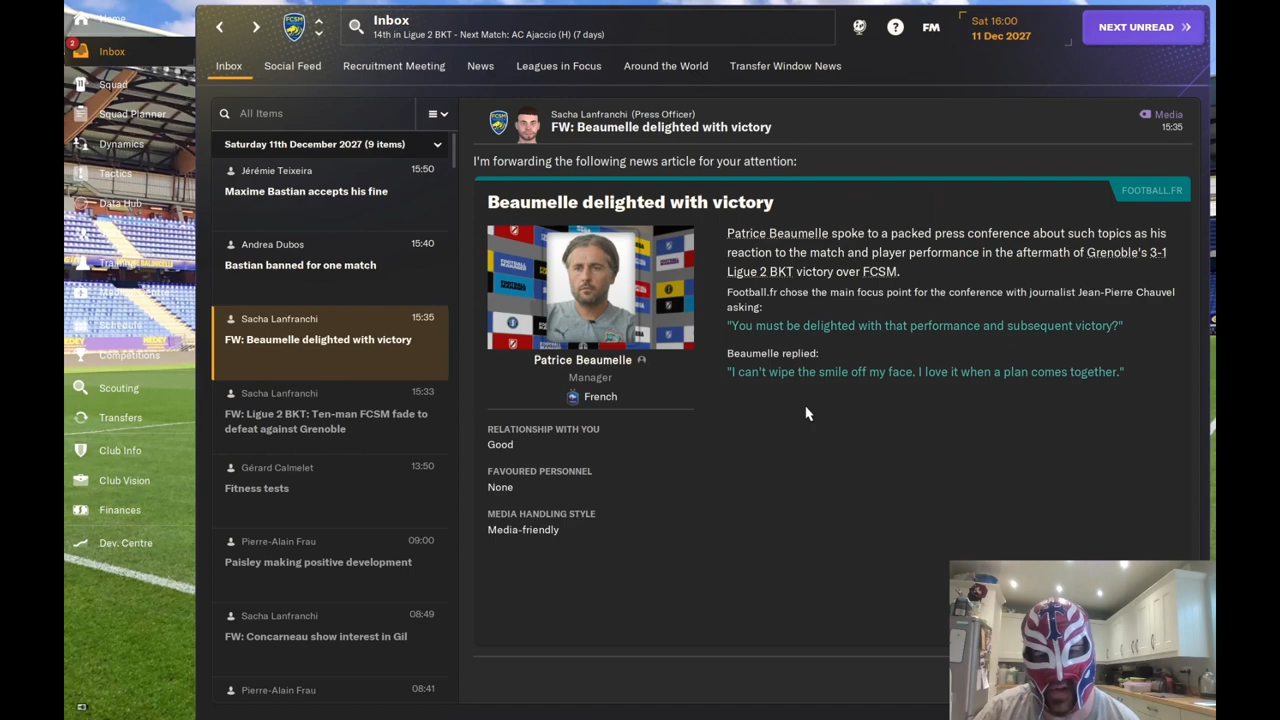 Home
2
Inbox
Squad
Squad Planner
Dynamics
Tactics
Data Hub
Schedule
Competitions
Scouting
Transfers
Club Info
Club Vision
Finances
Dev. Centre
FCSM
Inbox
14th in Ligue 2 BKT - Next Match: AC Ajaccio (H) (7 days)
?
FM
Sat 16:00
11 Dec 2027
NEXT UNREAD
Inbox
Social Feed
Recruitment Meeting
News
Leagues in Focus
Around the World
Transfer Window News
All Items
Saturday 11th December 2027 (9 items)
Jérémie Teixeira
15:50
Maxime Bastian accepts his fine
Andrea Dubos
15:40
Bastian banned for one match
Sacha Lanfranchi
15:35
FW: Beaumelle delighted with victory
Sacha Lanfranchi
15:33
FW: Ligue 2 BKT: Ten-man FCSM fade to
defeat against Grenoble
Gérard Calmelet
13:50
Fitness tests
Pierre-Alain Frau
09:00
Paisley making positive development
Sacha Lanfranchi
08:49
FW: Concarneau show interest in Gil
Pierre-Alain Frau
08:41
Sacha Lanfranchi (Press Officer)
FW: Beaumelle delighted with victory
Media
15:35
I'm forwarding the following news article for your attention:
FOOTBALL.FR
Beaumelle delighted with victory
Patrice Beaumelle
Manager
French
RELATIONSHIP WITH YOU
Good
FAVOURED PERSONNEL
None
MEDIA HANDLING STYLE
Media-friendly
Patrice Beaumelle spoke to a packed press conference about such topics as his
reaction to the match and player performance in the aftermath of Grenoble's 3-1
Ligue 2 BKT victory over FCSM.
Football.fr chose the main focus point for the conference with journalist Jean-Pierre Chauvel
asking:
"You must be delighted with that performance and subsequent victory?"
Beaumelle replied:
"I can't wipe the smile off my face. I love it when a plan comes together."